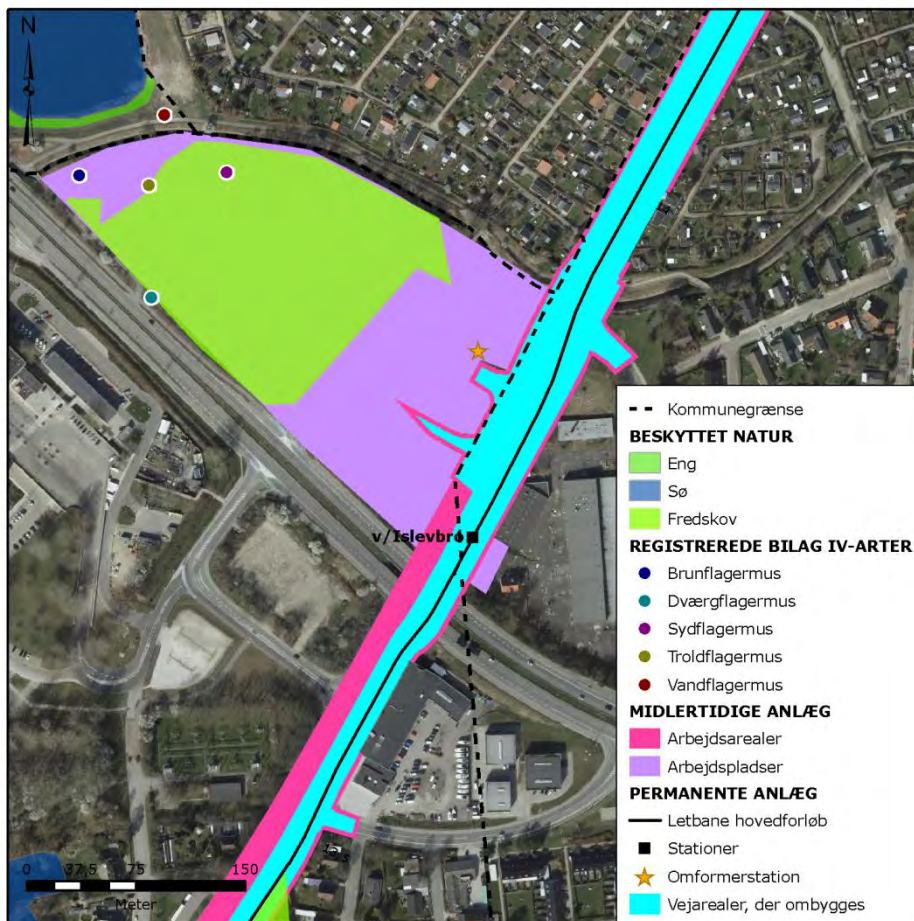 N
v/Islevbro
0 37,5 75 150
Meter
Kommunegrænse
BESKYTTET NATUR
Eng
Sø
Fredskov
REGISTREREDE BILAG IV-ARTER
Brunflagermus
Dværgflagermus
Sydflagermus
Troldflagermus
Vandflagermus
MIDLERTIDIGE ANLÆG
Arbejdsarealer
Arbejdspladser
PERMANENTE ANLÆG
Letbane hovedforløb
Stationer
Omformerstation
Vejarealer, der ombygges